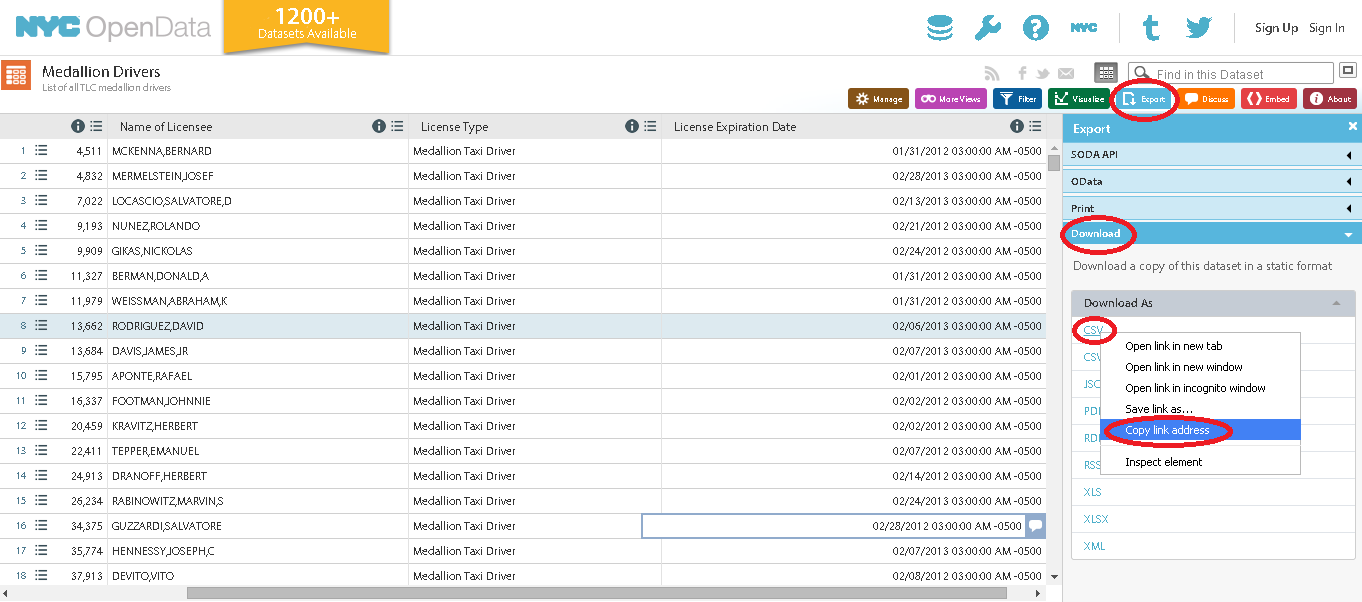 NYC OpenData
1200+
Datasets Available
NYC
Sign Up Sign In
Medallion Drivers
List of all TLC medallion drivers
Find in this Dataset
Manage More Views Filter Visualize Export Discuss Embed About
Name of Licensee License Type License Expiration Date
1 4,511 MCKENNA,BERNARD Medallion Taxi Driver 01/31/2012 03:00:00 AM -0500
2 4,832 MERMELSTEIN,JOSEF Medallion Taxi Driver 02/28/2013 03:00:00 AM -0500
3 7,022 LOCASCIO,SALVATORE,D Medallion Taxi Driver 02/13/2013 03:00:00 AM -0500
4 9,193 NUNEZ,ROLANDO Medallion Taxi Driver 02/21/2012 03:00:00 AM -0500
5 9,909 GIKAS,NICKOLAS Medallion Taxi Driver 02/24/2012 03:00:00 AM -0500
6 11,327 BERMAN,DONALD,A Medallion Taxi Driver 01/31/2012 03:00:00 AM -0500
7 11,979 WEISSMAN,ABRAHAM,K Medallion Taxi Driver 01/31/2012 03:00:00 AM -0500
8 13,662 RODRIGUEZ,DAVID Medallion Taxi Driver 02/06/2013 03:00:00 AM -0500
9 13,684 DAVIS,JAMES,JR Medallion Taxi Driver 02/07/2013 03:00:00 AM -0500
10 15,795 APONTE,RAFAEL Medallion Taxi Driver 02/01/2012 03:00:00 AM -0500
11 16,337 FOOTMAN,JOHNNIE Medallion Taxi Driver 02/02/2012 03:00:00 AM -0500
12 20,459 KRAVITZ,HERBERT Medallion Taxi Driver 02/02/2012 03:00:00 AM -0500
13 22,411 TEPPER,EMANUEL Medallion Taxi Driver 02/07/2012 03:00:00 AM -0500
14 24,913 DRANOFF,HERBERT Medallion Taxi Driver 02/14/2012 03:00:00 AM -0500
15 26,234 RABINOWITZ,MARVIN,S Medallion Taxi Driver 02/24/2013 03:00:00 AM -0500
16 34,375 GUZZARDI,SALVATORE Medallion Taxi Driver 02/28/2012 03:00:00 AM -0500
17 35,774 HENNESSY,JOSEPH,C Medallion Taxi Driver 02/07/2013 03:00:00 AM -0500
18 37,913 DEVITO,VITO Medallion Taxi Driver 02/08/2012 03:00:00 AM -0500
Export
SODA API
OData
Print
Download
Download a copy of this dataset in a static format
Download As
CSV
Open link in new tab
CSV
Open link in new window
JSO
Open link in incognito window
Save link as...
PD
Copy link address
RD
Inspect element
RSS
XLS
XLSX
XML